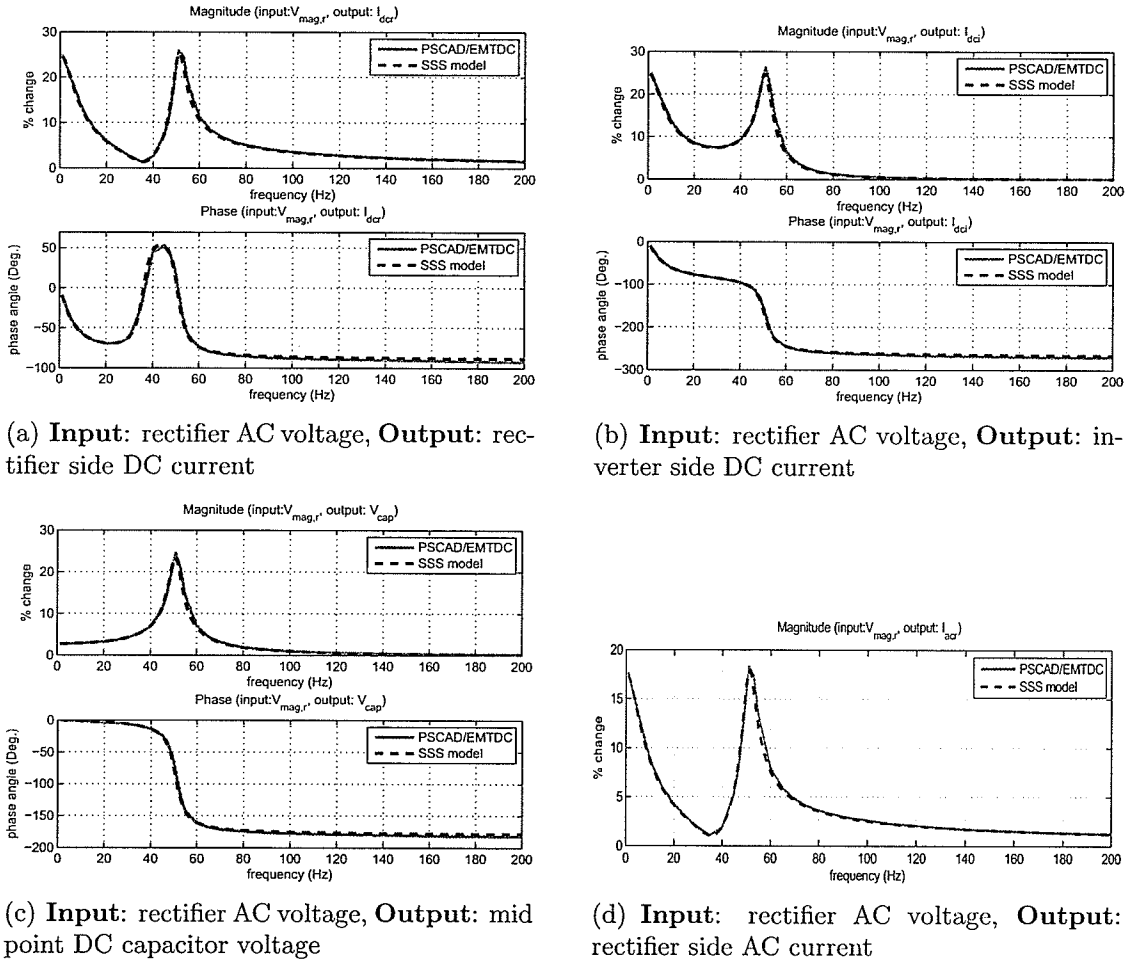 Magnitude (input:V_mag,r, output: I_dcr)
30
20
10
0
% change
PSCAD/EMTDC
SSS model
0 20 40 60 80 100 120 140 160 180 200
frequency (Hz)
Phase (input:V_mag,r, output: I_dcr)
50
0
−50
−100
phase angle (Deg.)
PSCAD/EMTDC
SSS model
0 20 40 60 80 100 120 140 160 180 200
frequency (Hz)
(a) Input: rectifier AC voltage, Output: rec-
tifier side DC current
Magnitude (input:V_mag,r, output: I_dci)
30
20
10
0
% change
PSCAD/EMTDC
SSS model
0 20 40 60 80 100 120 140 160 180 200
frequency (Hz)
Phase (input:V_mag,r, output: I_dci)
0
−100
−200
−300
phase angle (Deg.)
PSCAD/EMTDC
SSS model
0 20 40 60 80 100 120 140 160 180 200
frequency (Hz)
(b) Input: rectifier AC voltage, Output: in-
verter side DC current
Magnitude (input:V_mag,r, output: V_cap)
30
20
10
0
% change
PSCAD/EMTDC
SSS model
0 20 40 60 80 100 120 140 160 180 200
frequency (Hz)
Phase (input:V_mag,r, output: V_cap)
0
−50
−100
−150
−200
phase angle (Deg.)
PSCAD/EMTDC
SSS model
0 20 40 60 80 100 120 140 160 180 200
frequency (Hz)
(c) Input: rectifier AC voltage, Output: mid
point DC capacitor voltage
Magnitude (input:V_mag,r, output: I_acr)
20
15
10
5
0
% change
PSCAD/EMTDC
SSS model
0 20 40 60 80 100 120 140 160 180 200
frequency (Hz)
(d) Input: rectifier AC voltage, Output:
rectifier side AC current